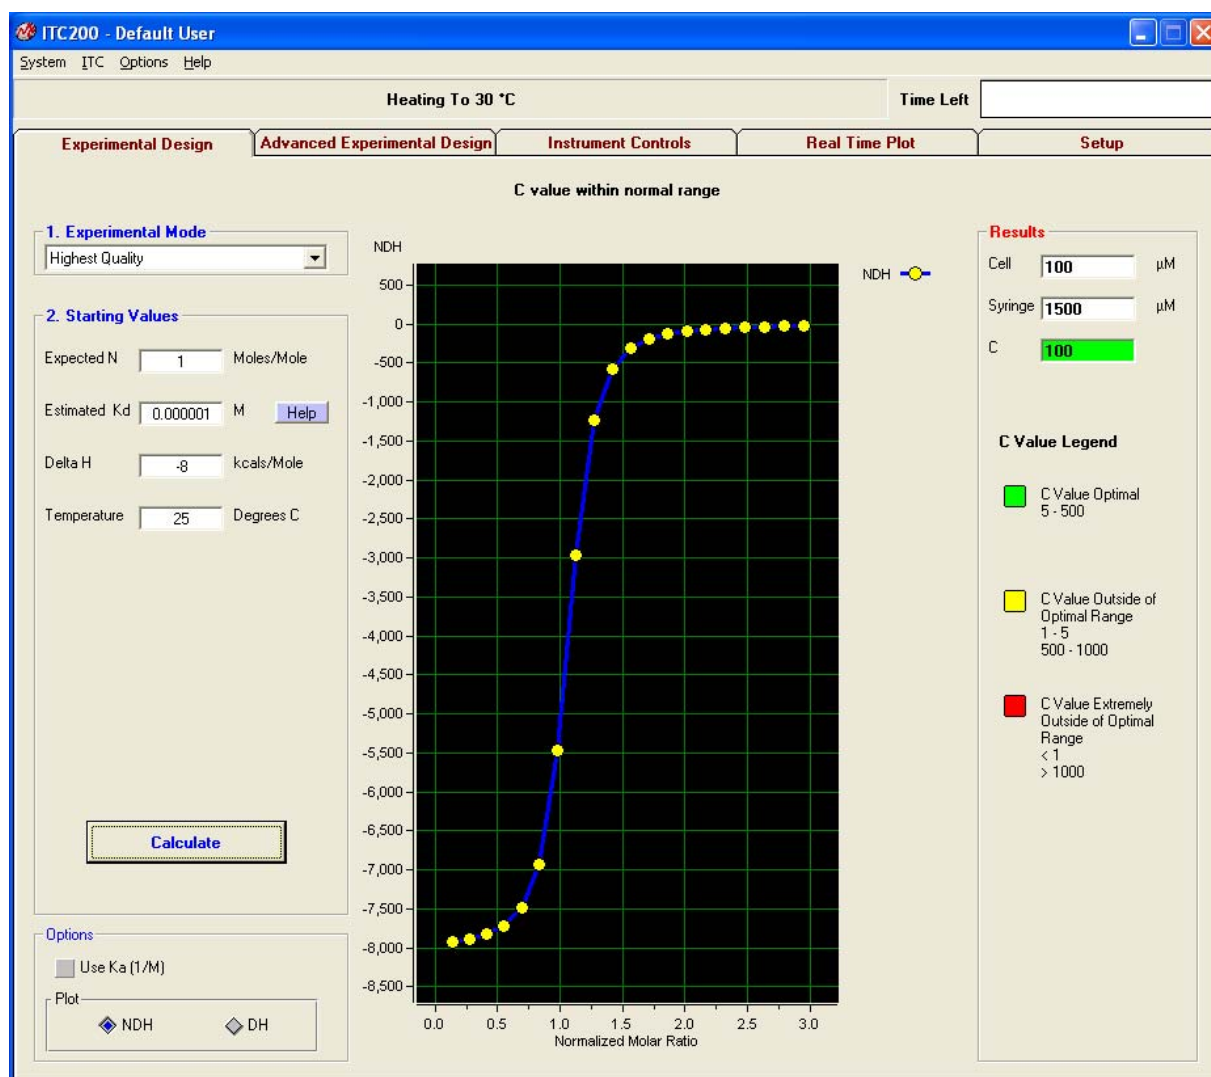 ITC200 - Default User
System ITC Options Help
Heating To 30 °C
Time Left
Experimental Design
Advanced Experimental Design
Instrument Controls
Real Time Plot
Setup
C value within normal range
1. Experimental Mode
Highest Quality
2. Starting Values
Expected N 1 Moles/Mole
Estimated Kd 0.000001 M Help
Delta H -8 kcals/Mole
Temperature 25 Degrees C
Calculate
Options
Use Ka (1/M)
Plot
NDH DH
NDH
500
0
-500
-1,000
-1,500
-2,000
-2,500
-3,000
-3,500
-4,000
-4,500
-5,000
-5,500
-6,000
-6,500
-7,000
-7,500
-8,000
-8,500
0.0 0.5 1.0 1.5 2.0 2.5 3.0
Normalized Molar Ratio
NDH
Results
Cell 100 µM
Syringe 1500 µM
C 100
C Value Legend
C Value Optimal
5 - 500
C Value Outside of
Optimal Range
1 - 5
500 - 1000
C Value Extremely
Outside of Optimal
Range
< 1
> 1000